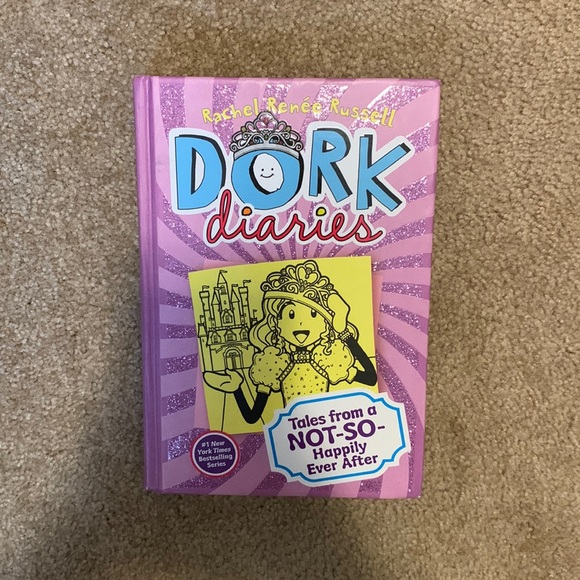 Rachel Renée Russell
DORK
diaries
Tales from a
NOT-SO-
Happily
Ever After
#1 New
York Times
Bestselling
Series